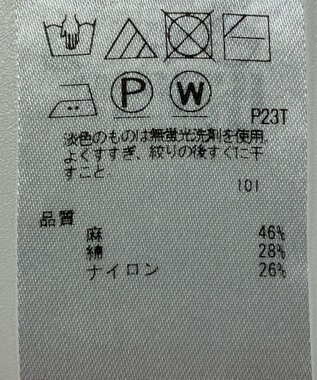 P W
P23T
淡色のものは無蛍光洗剤を使用
よくすすぎ、絞りの後すぐに干
すこと。
101
品質
麻 46%
綿 28%
ナイロン 26%